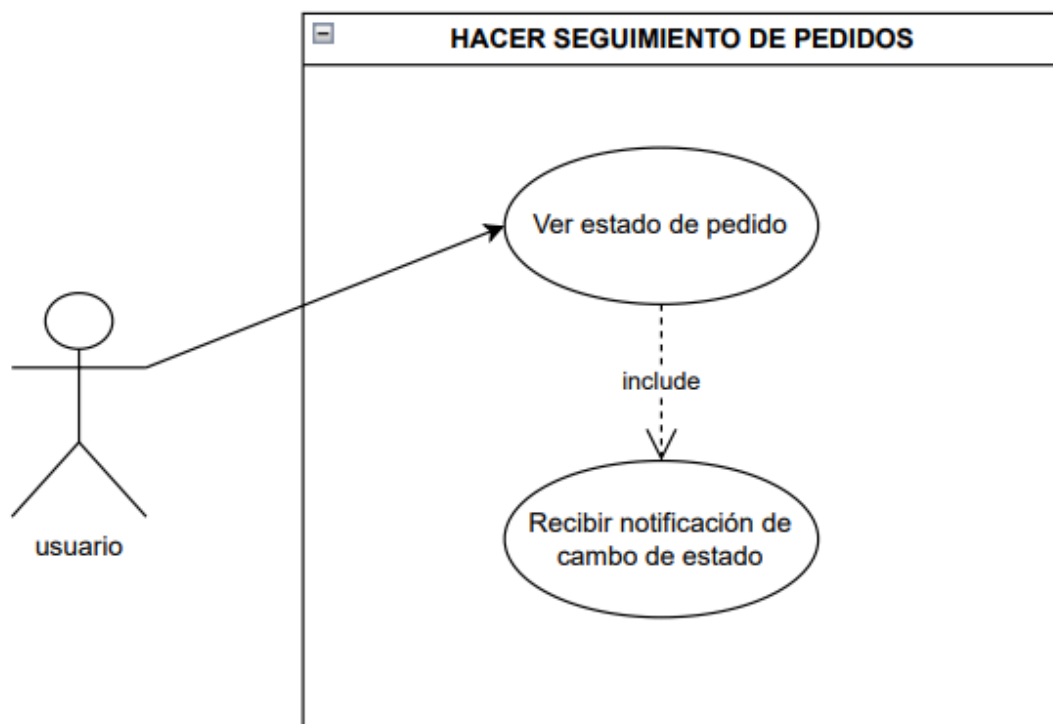 HACER SEGUIMIENTO DE PEDIDOS
Ver estado de pedido
include
Recibir notificación de
cambo de estado
usuario